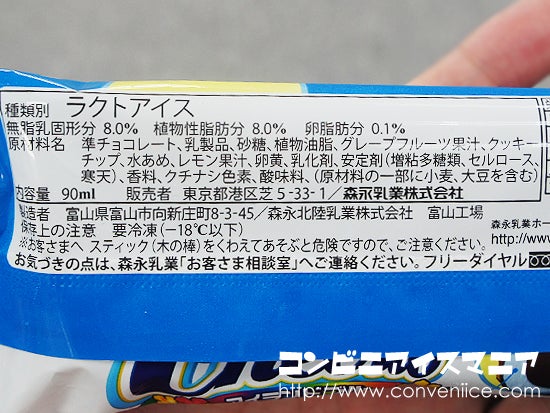 種類別 ラクトアイス
無脂乳固形分 8.0% 植物性脂肪分 8.0% 卵脂肪分 0.1%
原材料名 準チョコレート、乳製品、砂糖、植物油脂、グレープフルーツ果汁、クッキー
チップ、水あめ、レモン果汁、卵黄、乳化剤、安定剤(増粘多糖類、セルロース、
寒天)、香料、クチナシ色素、酸味料、(原材料の一部に小麦、大豆を含む)
内容量 90ml 販売者 東京都港区芝5-33-1/森永乳業株式会社
製造者 富山県富山市向新庄町8-3-45/森永北陸乳業株式会社 富山工場
保存上の注意 要冷凍(-18℃以下)
※お客さまへ スティック(木の棒)をくわえてあそぶと危険ですので、ご注意ください。
お気づきの点は、森永乳業「お客さま相談室」へご連絡ください。フリーダイヤル
森永乳業ホー
http://www
コンビニアイスマニア
http://www.conveniice.com/